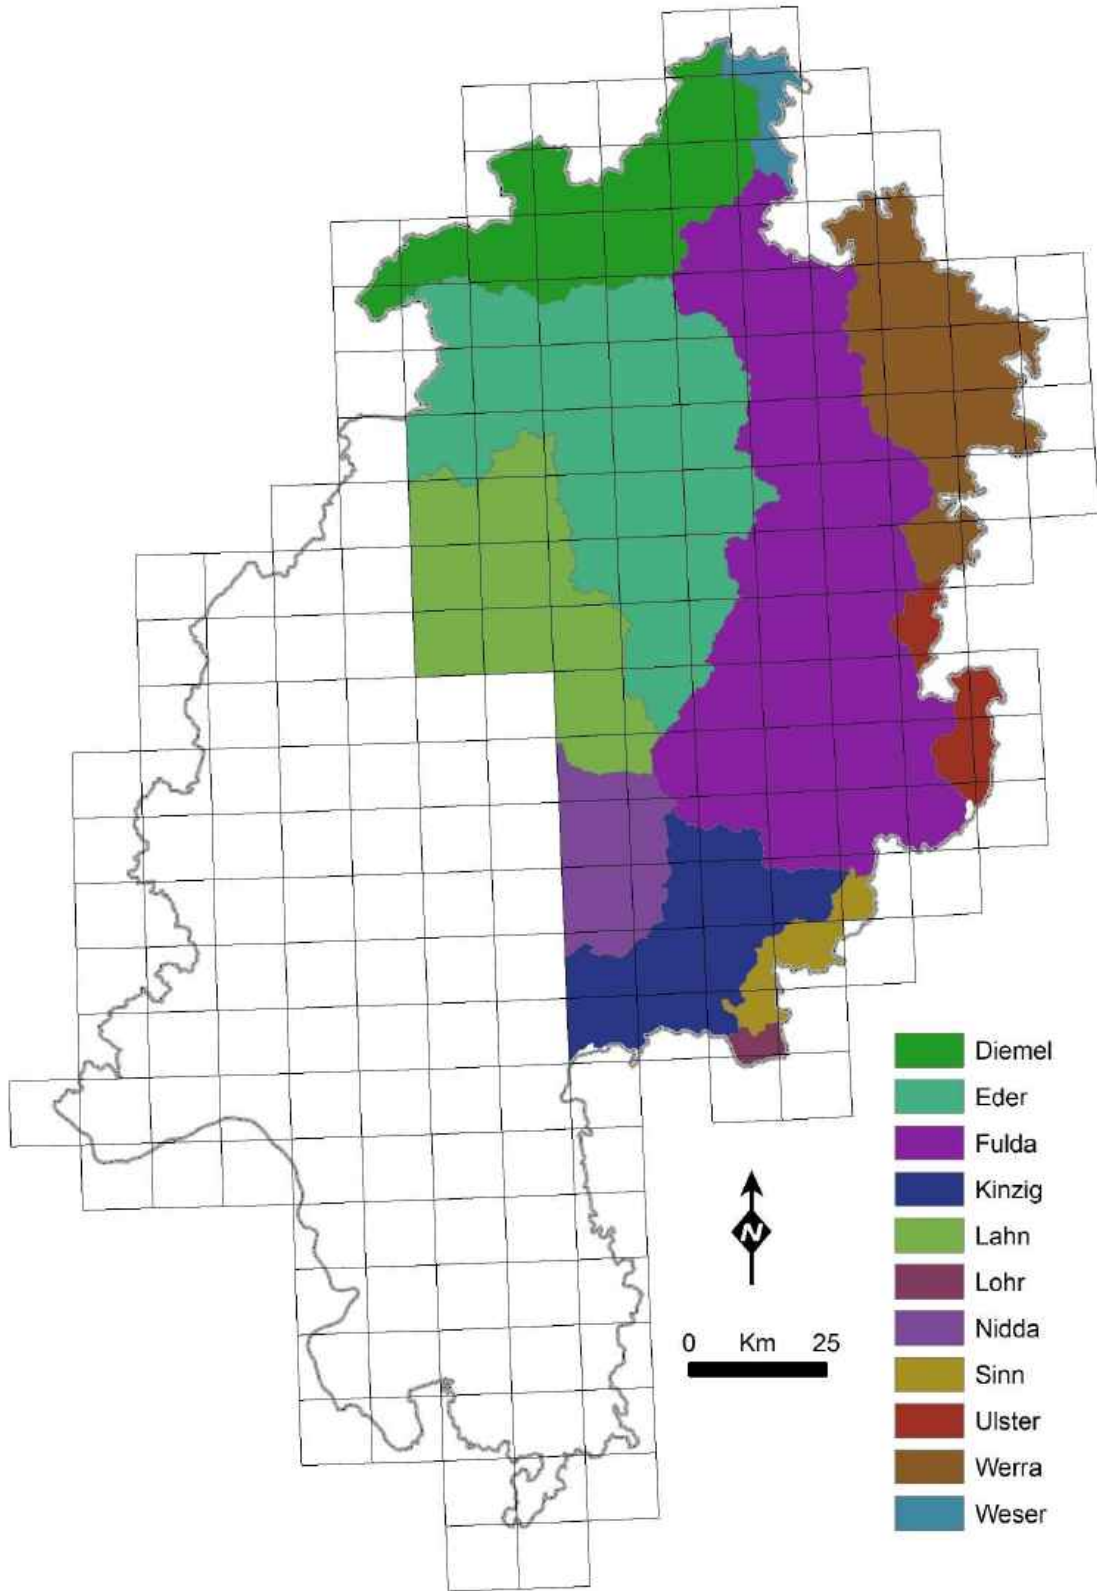 Diemel
Eder
Fulda
Kinzig
Lahn
Lohr
Nidda
Sinn
Ulster
Werra
Weser
N
0 Km 25